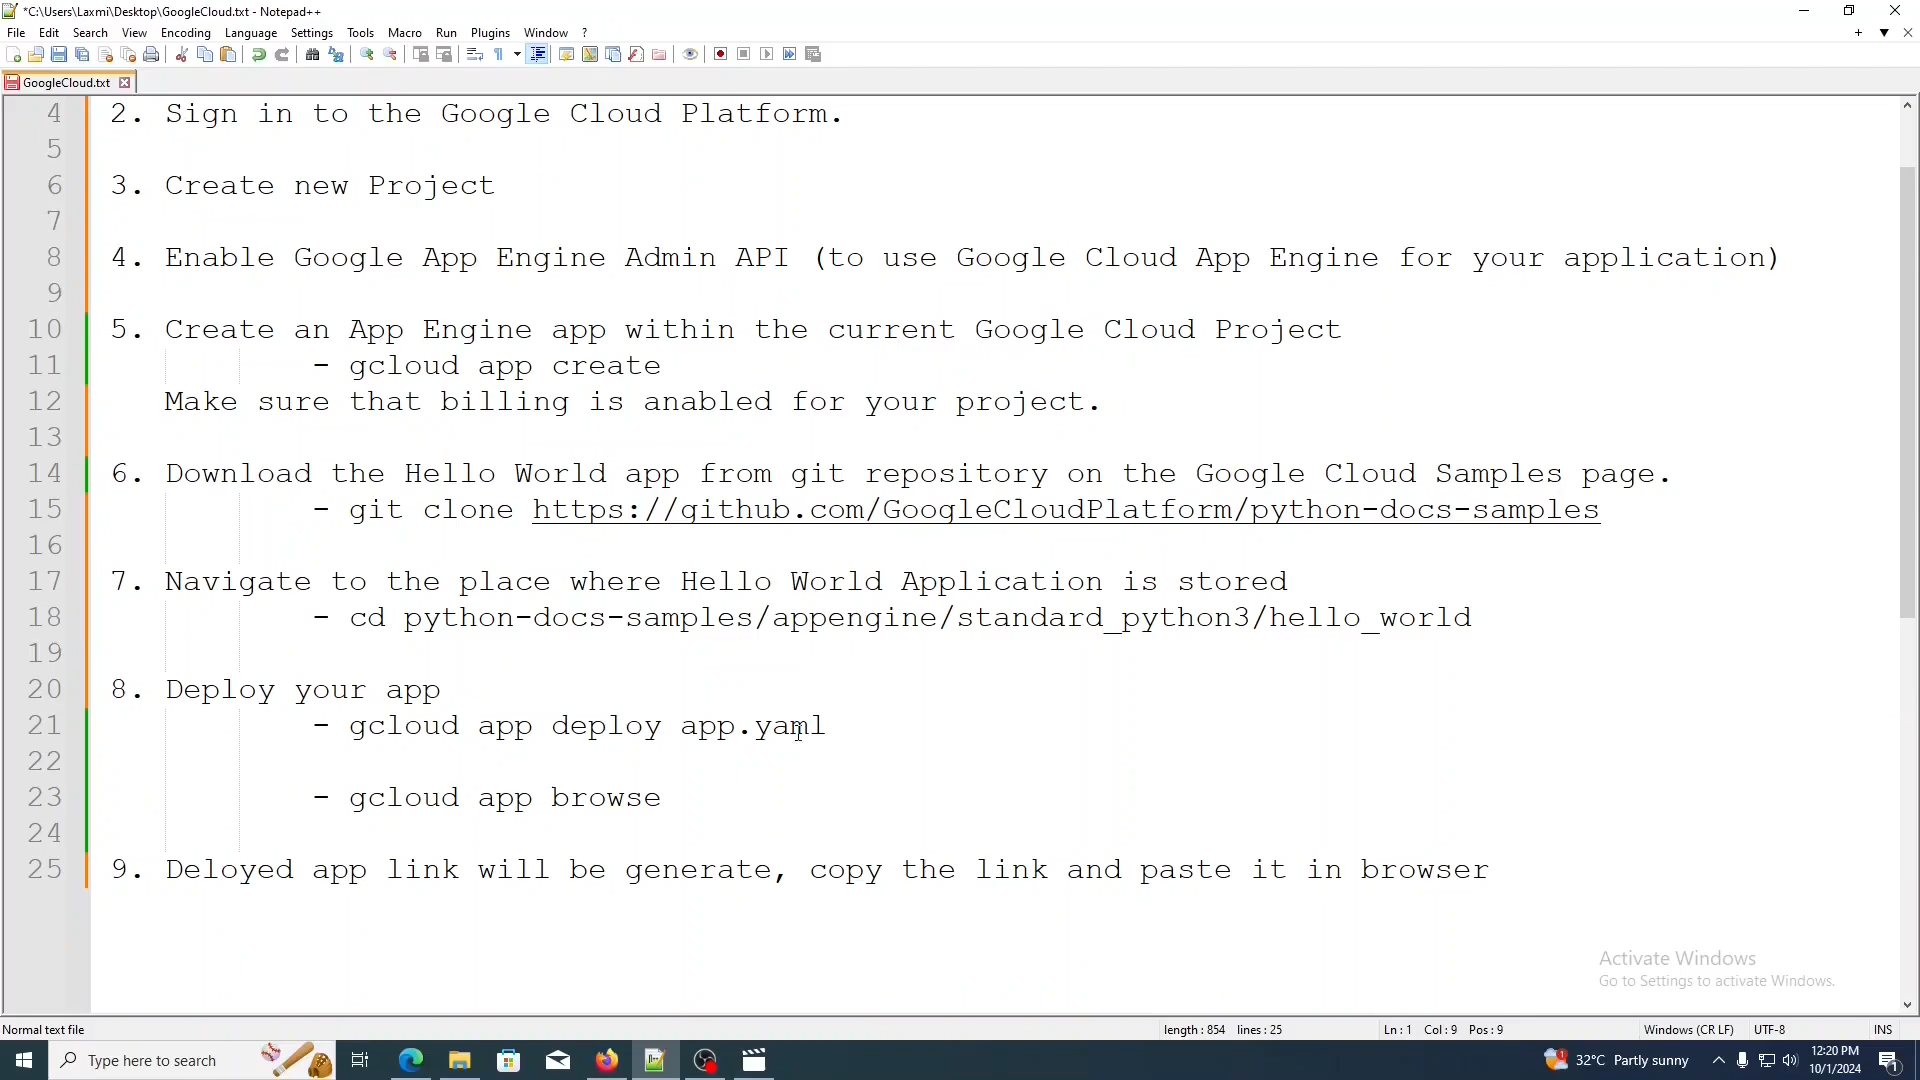 *C:\Users\Laxmi\Desktop\GoogleCloud.txt - Notepad++
File Edit Search View Encoding Language Settings Tools Macro Run Plugins Window ?
GoogleCloud.txt
4 2. Sign in to the Google Cloud Platform.
5
6 3. Create new Project
7
8 4. Enable Google App Engine Admin API (to use Google Cloud App Engine for your application)
9
10 5. Create an App Engine app within the current Google Cloud Project
11 - gcloud app create
12 Make sure that billing is anabled for your project.
13
14 6. Download the Hello World app from git repository on the Google Cloud Samples page.
15 - git clone https://github.com/GoogleCloudPlatform/python-docs-samples
16
17 7. Navigate to the place where Hello World Application is stored
18 - cd python-docs-samples/appengine/standard_python3/hello_world
19
20 8. Deploy your app
21 - gcloud app deploy app.yaml
22
23 - gcloud app browse
24
25 9. Deloyed app link will be generate, copy the link and paste it in browser
Activate Windows
Go to Settings to activate Windows.
Normal text file length : 854 lines : 25 Ln : 1 Col : 9 Pos : 9 Windows (CR LF) UTF-8 INS
Type here to search 32°C Partly sunny 12:20 PM
10/1/2024